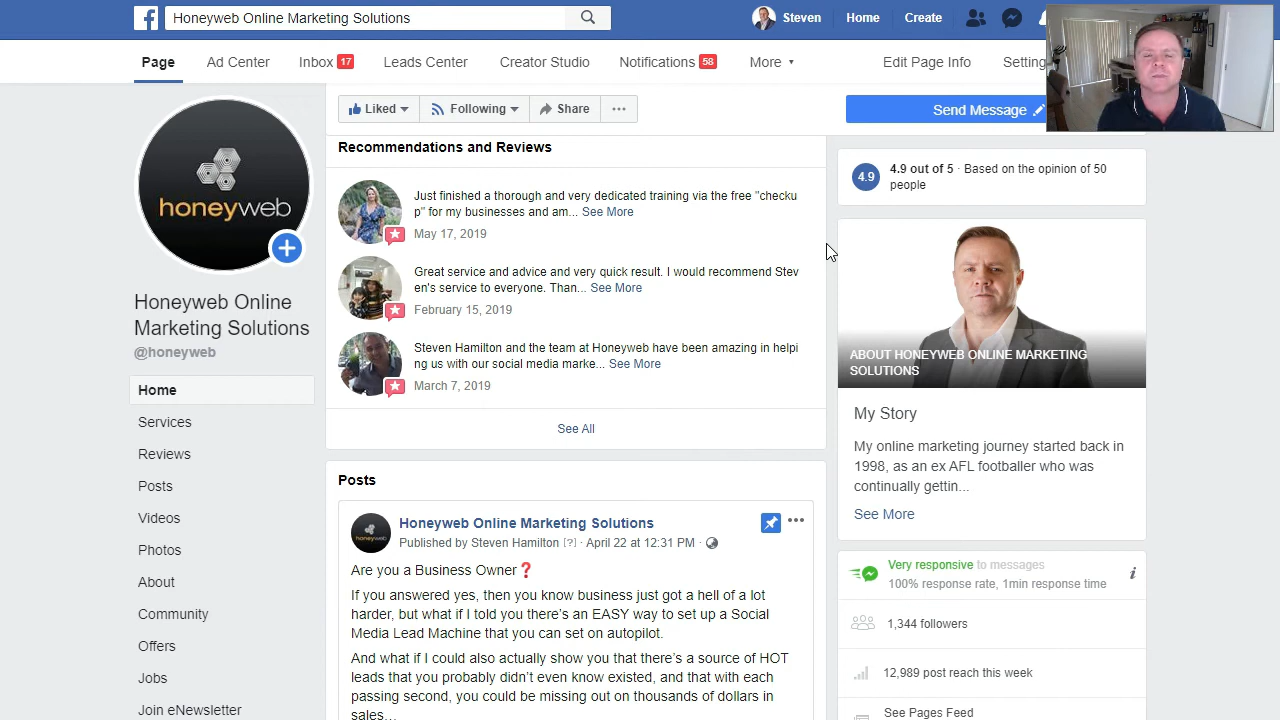 Honeyweb Online Marketing Solutions
Steven
Home
Create
Page
Ad Center
Inbox 17
Leads Center
Creator Studio
Notifications 58
More
Edit Page Info
Liked
Following
Share
Send Message
honeyweb
Honeyweb Online
Marketing Solutions
@honeyweb
Home
Services
Reviews
Posts
Videos
Photos
About
Community
Offers
Jobs
Join eNewsletter
Recommendations and Reviews
Just finished a thorough and very dedicated training via the free "checku
p" for my businesses and am... See More
May 17, 2019
Great service and advice and very quick result. I would recommend Stev
en's service to everyone. Than... See More
February 15, 2019
Steven Hamilton and the team at Honeyweb have been amazing in helpi
ng us with our social media marke... See More
March 7, 2019
See All
Posts
honeyweb
Honeyweb Online Marketing Solutions
Published by Steven Hamilton [?] · April 22 at 12:31 PM ·
Are you a Business Owner❓
If you answered yes, then you know business just got a hell of a lot
harder, but what if I told you there's an EASY way to set up a Social
Media Lead Machine that you can set on autopilot.
And what if I could also actually show you that there's a source of HOT
leads that you probably didn't even know existed, and that with each
passing second, you could be missing out on thousands of dollars in
sales...
4.9
4.9 out of 5 · Based on the opinion of 50
people
ABOUT HONEYWEB ONLINE MARKETING
SOLUTIONS
My Story
My online marketing journey started back in
1998, as an ex AFL footballer who was
continually gettin...
See More
Very responsive to messages
100% response rate, 1min response time
1,344 followers
12,989 post reach this week
See Pages Feed